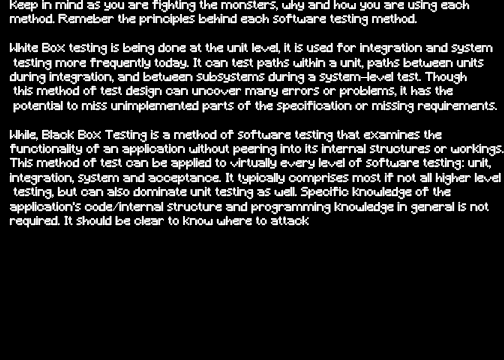 Keep in mind as you are fighting the monsters, why and how you are using each
method. Remeber the principles behind each software testing method.
White Box testing is being done at the unit level, it is used for integration and system
testing more frequently today. It can test paths within a unit, paths between units
during integration, and between subsystems during a system-level test. Though
this method of test design can uncover many errors or problems, it has the
potential to miss unimplemented parts of the specification or missing requirements.
While, Black Box Testing is a method of software testing that examines the
functionality of an application without peering into its internal structures or workings.
This method of test can be applied to virtually every level of software testing: unit,
integration, system and acceptance. It typically comprises most if not all higher level
testing, but can also dominate unit testing as well. Specific knowledge of the
application's code/internal structure and programming knowledge in general is not
required. It should be clear to know where to attack